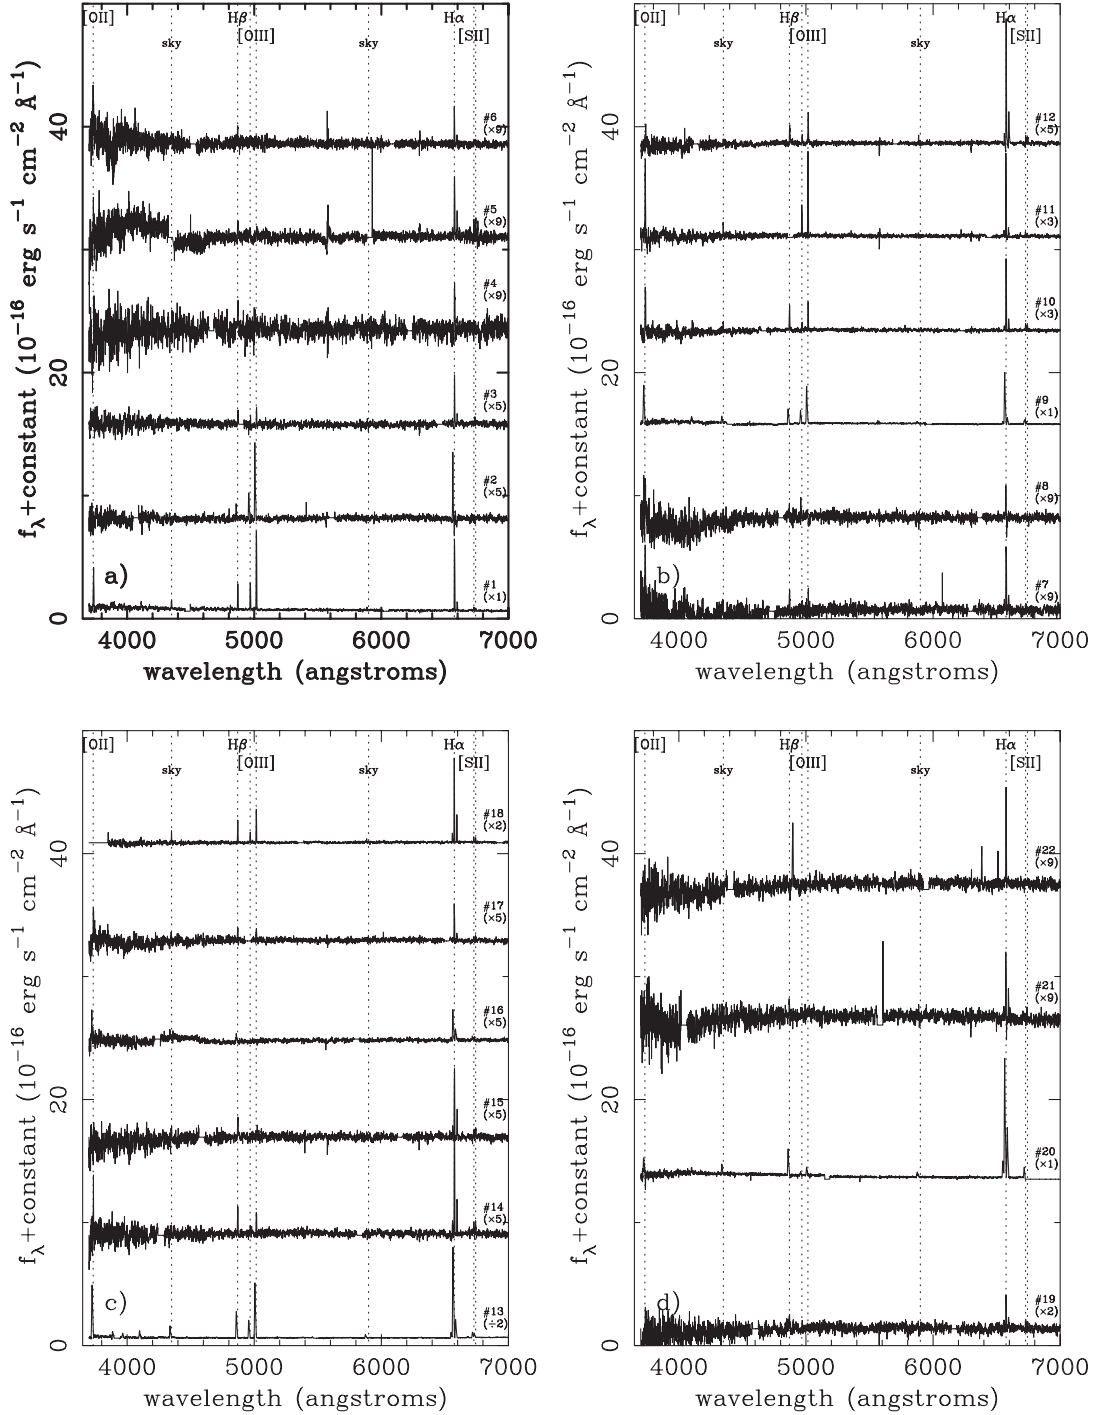 [OII] Hβ Hα
[OIII] [SII]
sky sky
f_λ+constant (10^−16 erg s^−1 cm^−2 Å^−1)
40
20
0
#6
(×9)
#5
(×9)
#4
(×9)
#3
(×5)
#2
(×5)
#1
(×1)
a)
4000 5000 6000 7000
wavelength (angstroms)
[OII] Hβ Hα
[OIII] [SII]
sky sky
f_λ+constant (10^−16 erg s^−1 cm^−2 Å^−1)
40
20
0
#12
(×5)
#11
(×3)
#10
(×3)
#9
(×1)
#8
(×9)
#7
(×9)
b)
4000 5000 6000 7000
wavelength (angstroms)
[OII] Hβ Hα
[OIII] [SII]
sky sky
f_λ+constant (10^−16 erg s^−1 cm^−2 Å^−1)
40
20
0
#18
(×2)
#17
(×5)
#16
(×5)
#15
(×5)
#14
(×5)
#13
(÷2)
c)
4000 5000 6000 7000
wavelength (angstroms)
[OII] Hβ Hα
[OIII] [SII]
sky sky
f_λ+constant (10^−16 erg s^−1 cm^−2 Å^−1)
40
20
0
#22
(×9)
#21
(×9)
#20
(×1)
#19
(×2)
d)
4000 5000 6000 7000
wavelength (angstroms)